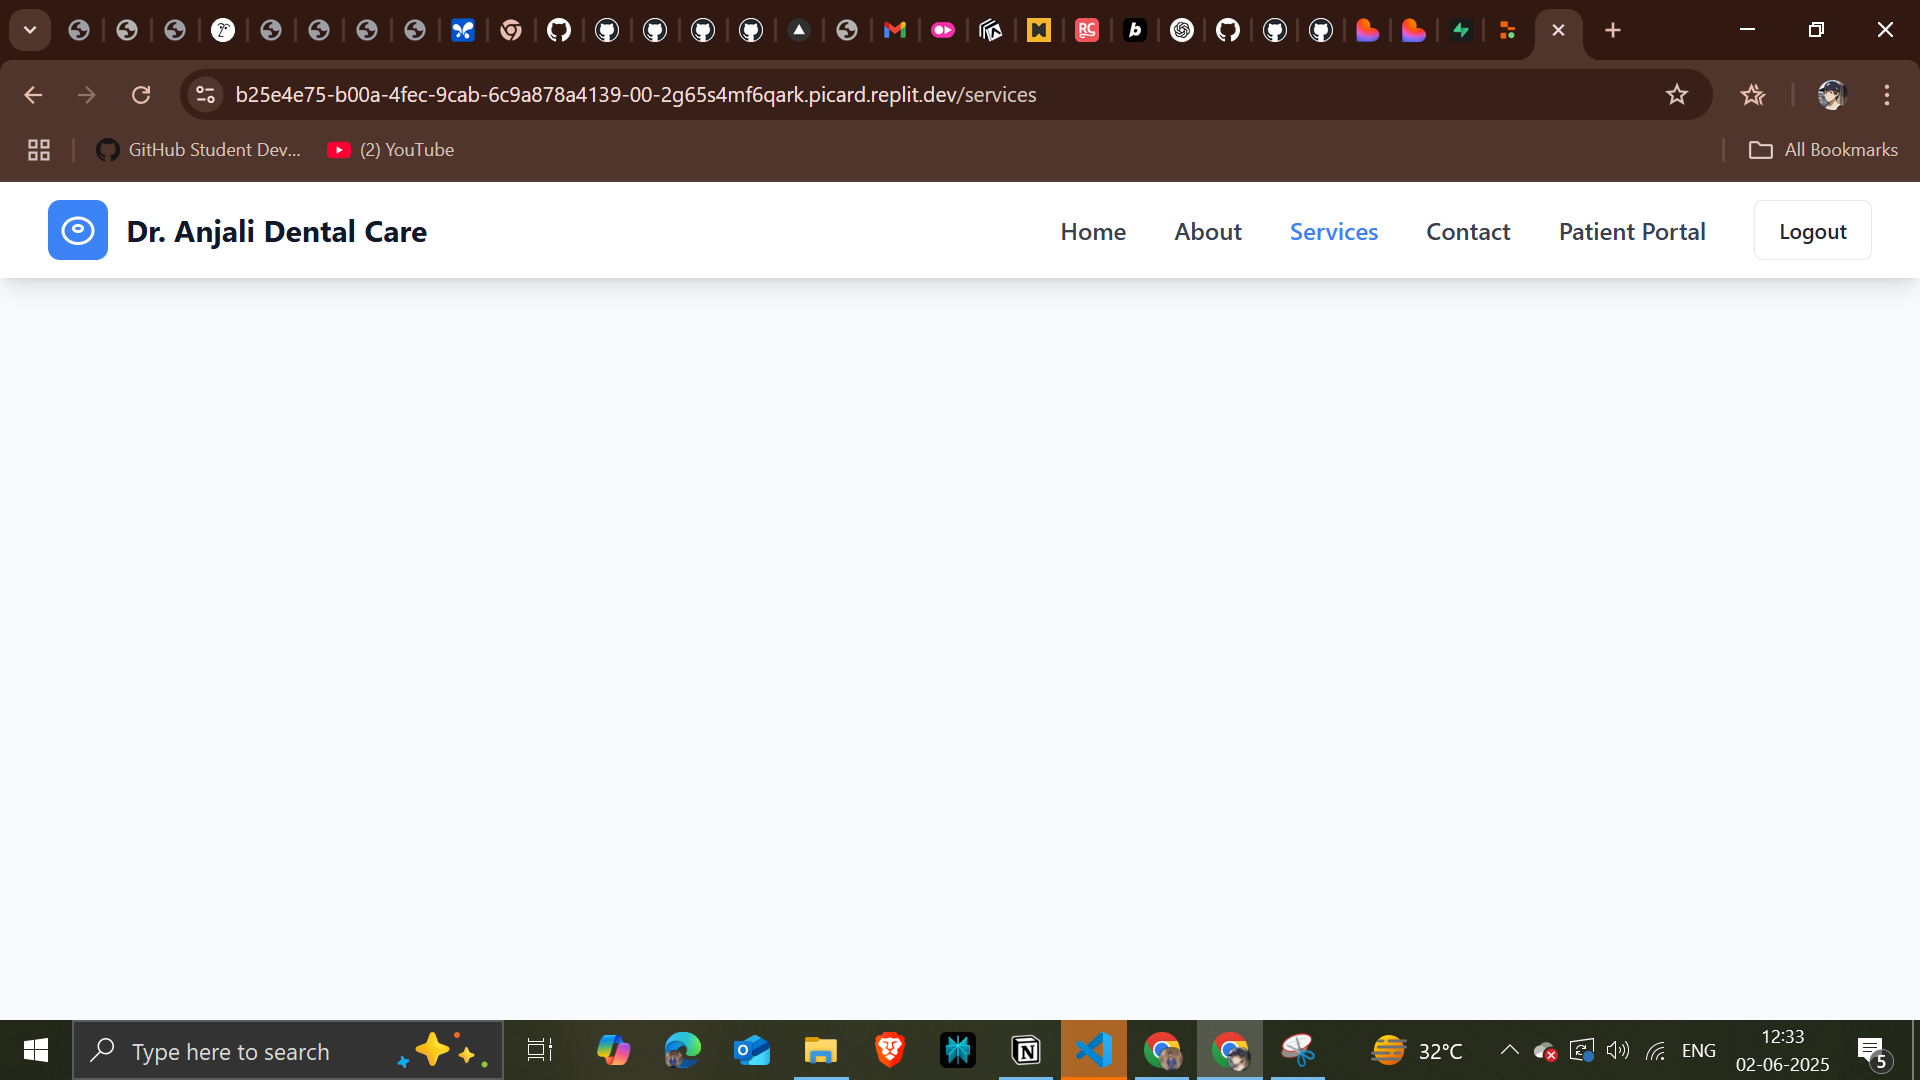 RC
b
b25e4e75-b00a-4fec-9cab-6c9a878a4139-00-2g65s4mf6qark.picard.replit.dev/services
GitHub Student Dev...
(2) YouTube
All Bookmarks
Dr. Anjali Dental Care
Home
About
Services
Contact
Patient Portal
Logout
Type here to search
32°C
ENG
12:33
02-06-2025
5